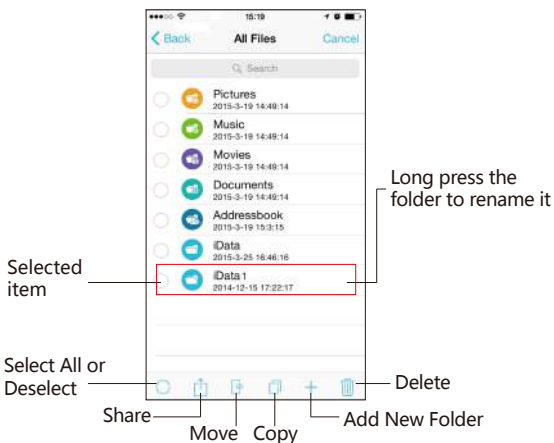 15:19
Back
All Files
Cancel
Search
Pictures
2015-3-19 14:49:14
Music
2015-3-19 14:49:14
Movies
2015-3-19 14:49:14
Documents
2015-3-19 14:49:14
Addressbook
2015-3-19 15:3:15
iData
2015-3-25 16:46:16
iData 1
2014-12-15 17:22:17
Long press the
folder to rename it
Selected
item
Select All or
Deselect
Share
Move
Copy
Add New Folder
Delete